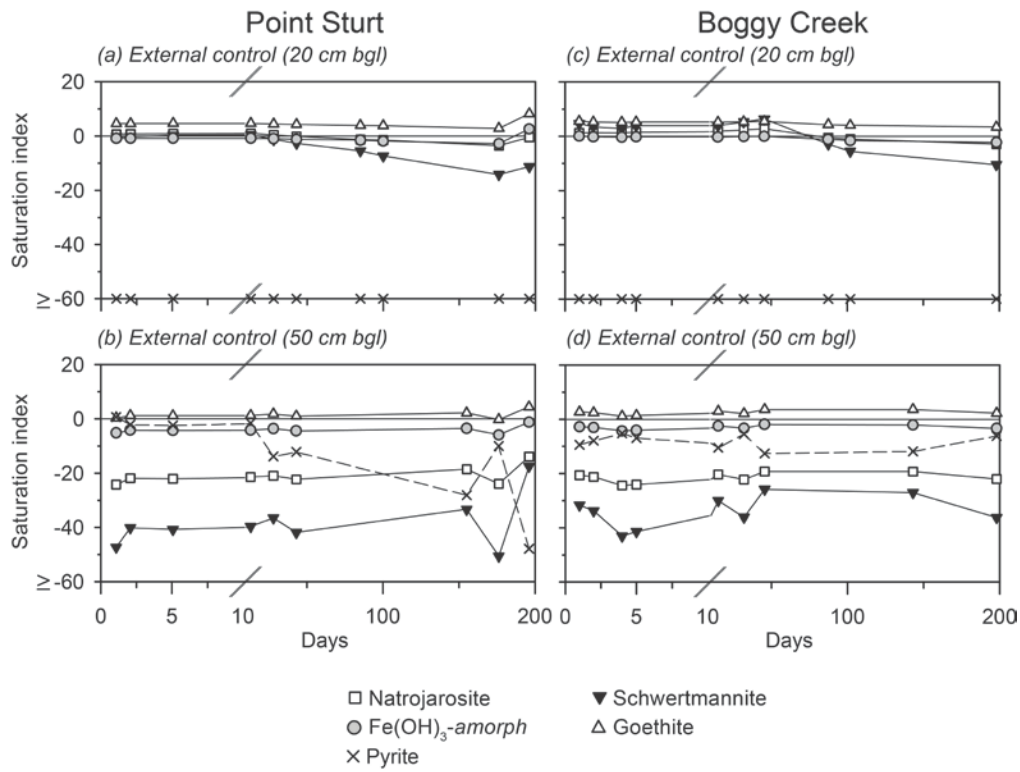 Point Sturt
Boggy Creek
(a) External control (20 cm bgl)
(c) External control (20 cm bgl)
20
0
-20
-40
≥ -60
Saturation index
(b) External control (50 cm bgl)
(d) External control (50 cm bgl)
20
0
-20
-40
≥ -60
Saturation index
0 5 10 100 200
0 5 10 100 200
Days
Days
Natrojarosite
Schwertmannite
Fe(OH)₃-amorph
Goethite
Pyrite